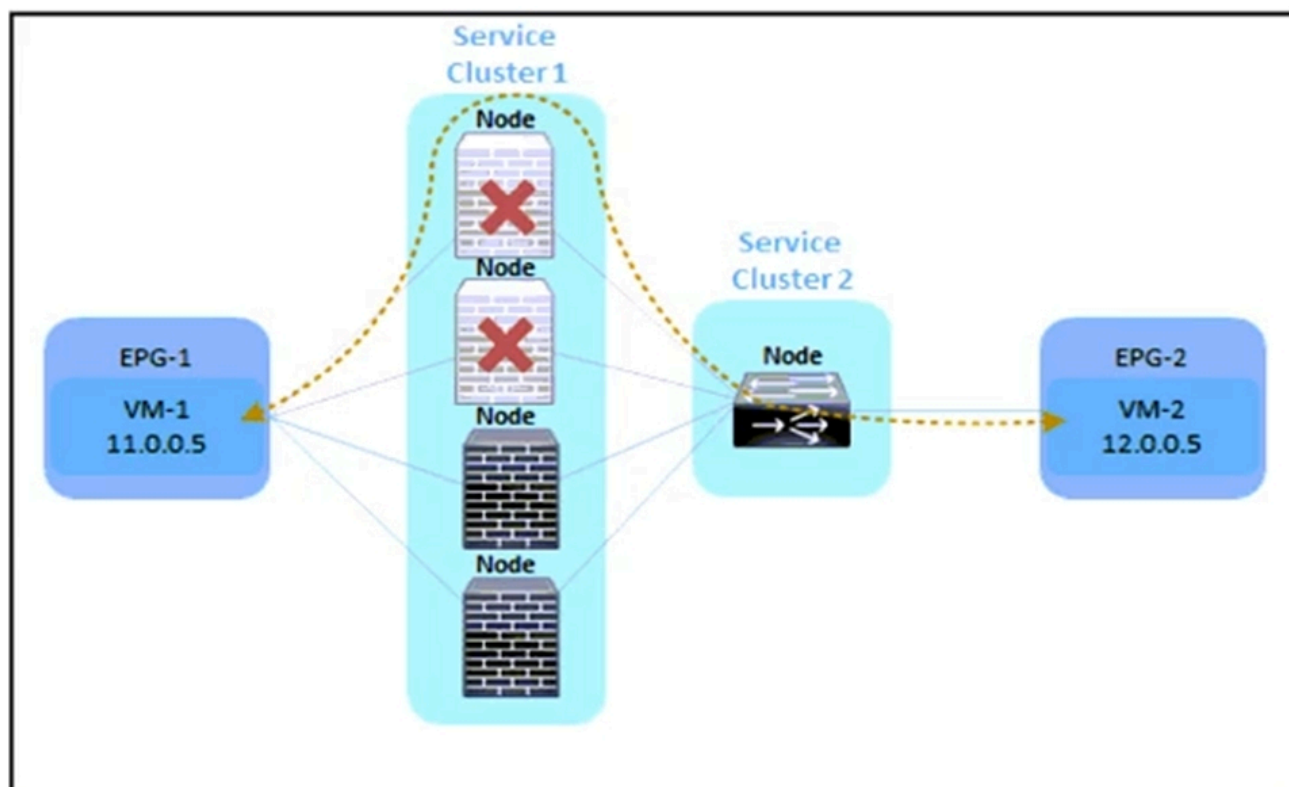 Service
Cluster 1
Node
Node
Service
Cluster 2
Node
EPG-1
VM-1
11.0.0.5
EPG-2
VM-2
12.0.0.5
Node
Node